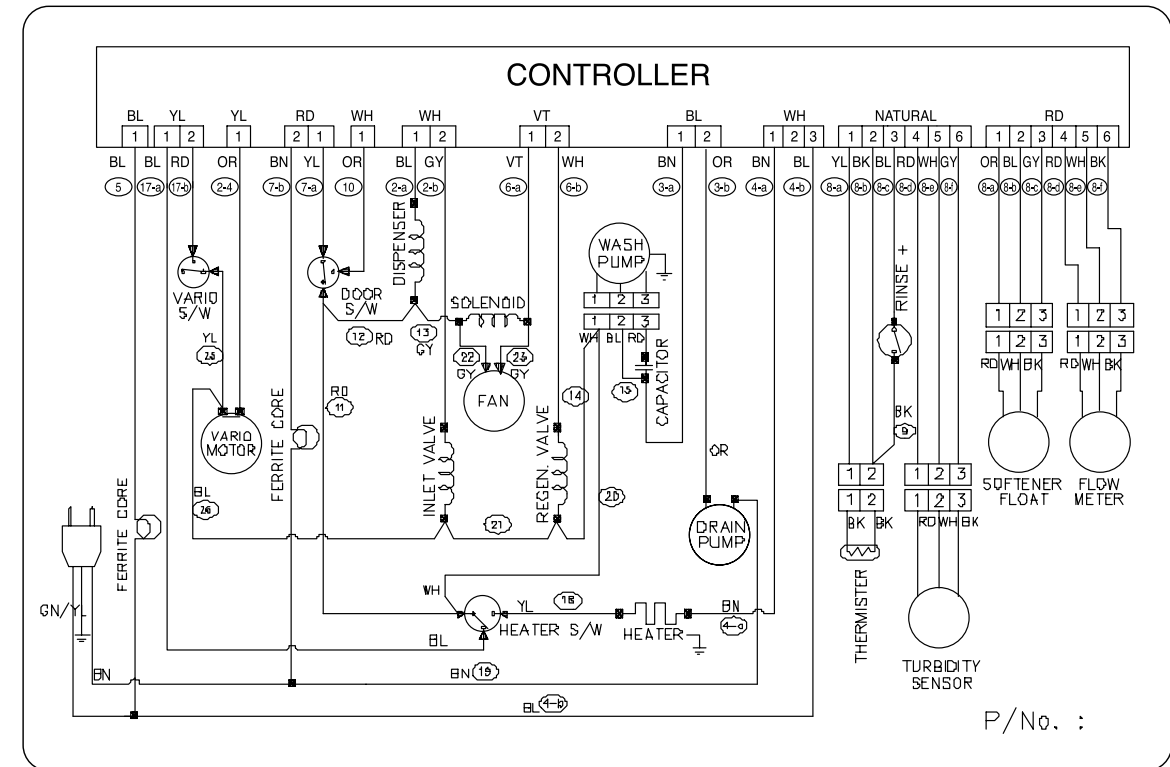 CONTROLLER
BL YL YL RD WH WH VT BL WH NATURAL RD
1 1 2 1 2 1 1 1 2 1 2 1 2 1 2 3 1 2 3 4 5 6 1 2 3 4 5 6
BL BL RD OR BN YL OR BL GY VT WH BN OR BN BL YL BK BL RD WH GY OR BL GY RD WH BK
5 17-a 17-b 2-4 7-b 7-a 10 2-a 2-b 6-a 6-b 3-a 3-b 4-a 4-b 8-a 8-b 8-c 8-d 8-e 8-f 8-a 8-b 8-c 8-d 8-e 8-f
DISPENSER
WASH
PUMP
RINSE +
VARIO
S/W
DOOR
S/W
SOLENOID
1 2 3
1 2 3
WH BL RD
12 RD
13
GY
22
GY
23
GY
FAN
14
15
CAPACITOR
YL
25
RD
11
VARIO
MOTOR
FERRITE CORE
INLET VALVE
REGEN. VALVE
20
OR
BK
9
1 2 3
1 2 3
RD WH BK
SOFTENER
FLOAT
1 2 3
1 2 3
RD WH BK
FLOW
METER
BL
26
21
DRAIN
PUMP
1 2
1 2
BK BK
THERMISTER
1 2 3
1 2 3
RD WH BK
TURBIDITY
SENSOR
FERRITE CORE
GN/YL
WH
YL 18
HEATER S/W
HEATER
BN
4-a
BL
BN
BN 19
BL 4-b
P/No. :